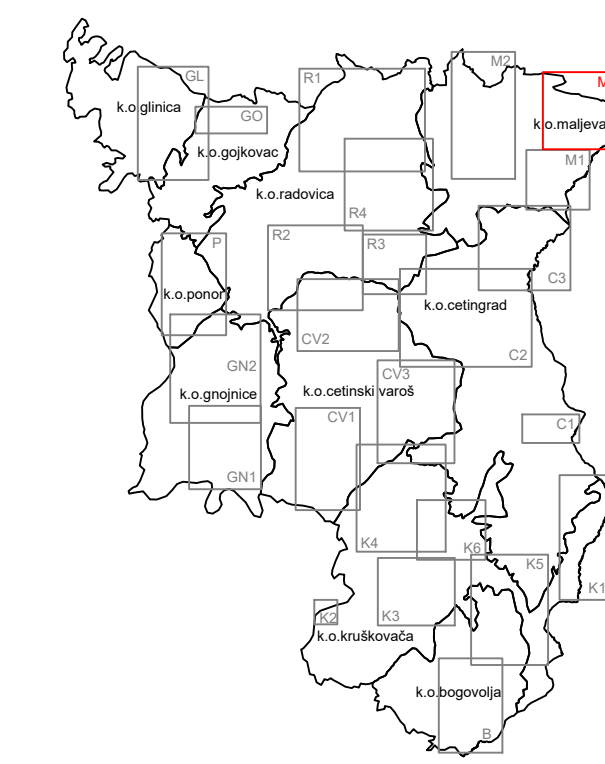 M2
GL
R1
M
k.o.glinica
GO
k.o.maljeva
k.o.gojkovac
M1
k.o.radovica
R4
R2
P
R3
C3
k.o.ponor
k.o.cetingrad
CV2
C2
GN2
CV3
k.o.gnojnice
k.o.cetinski varoš
CV1
C1
GN1
K4
K6
K5
K1
K2
K3
k.o.kruškovača
k.o.bogovolja
B